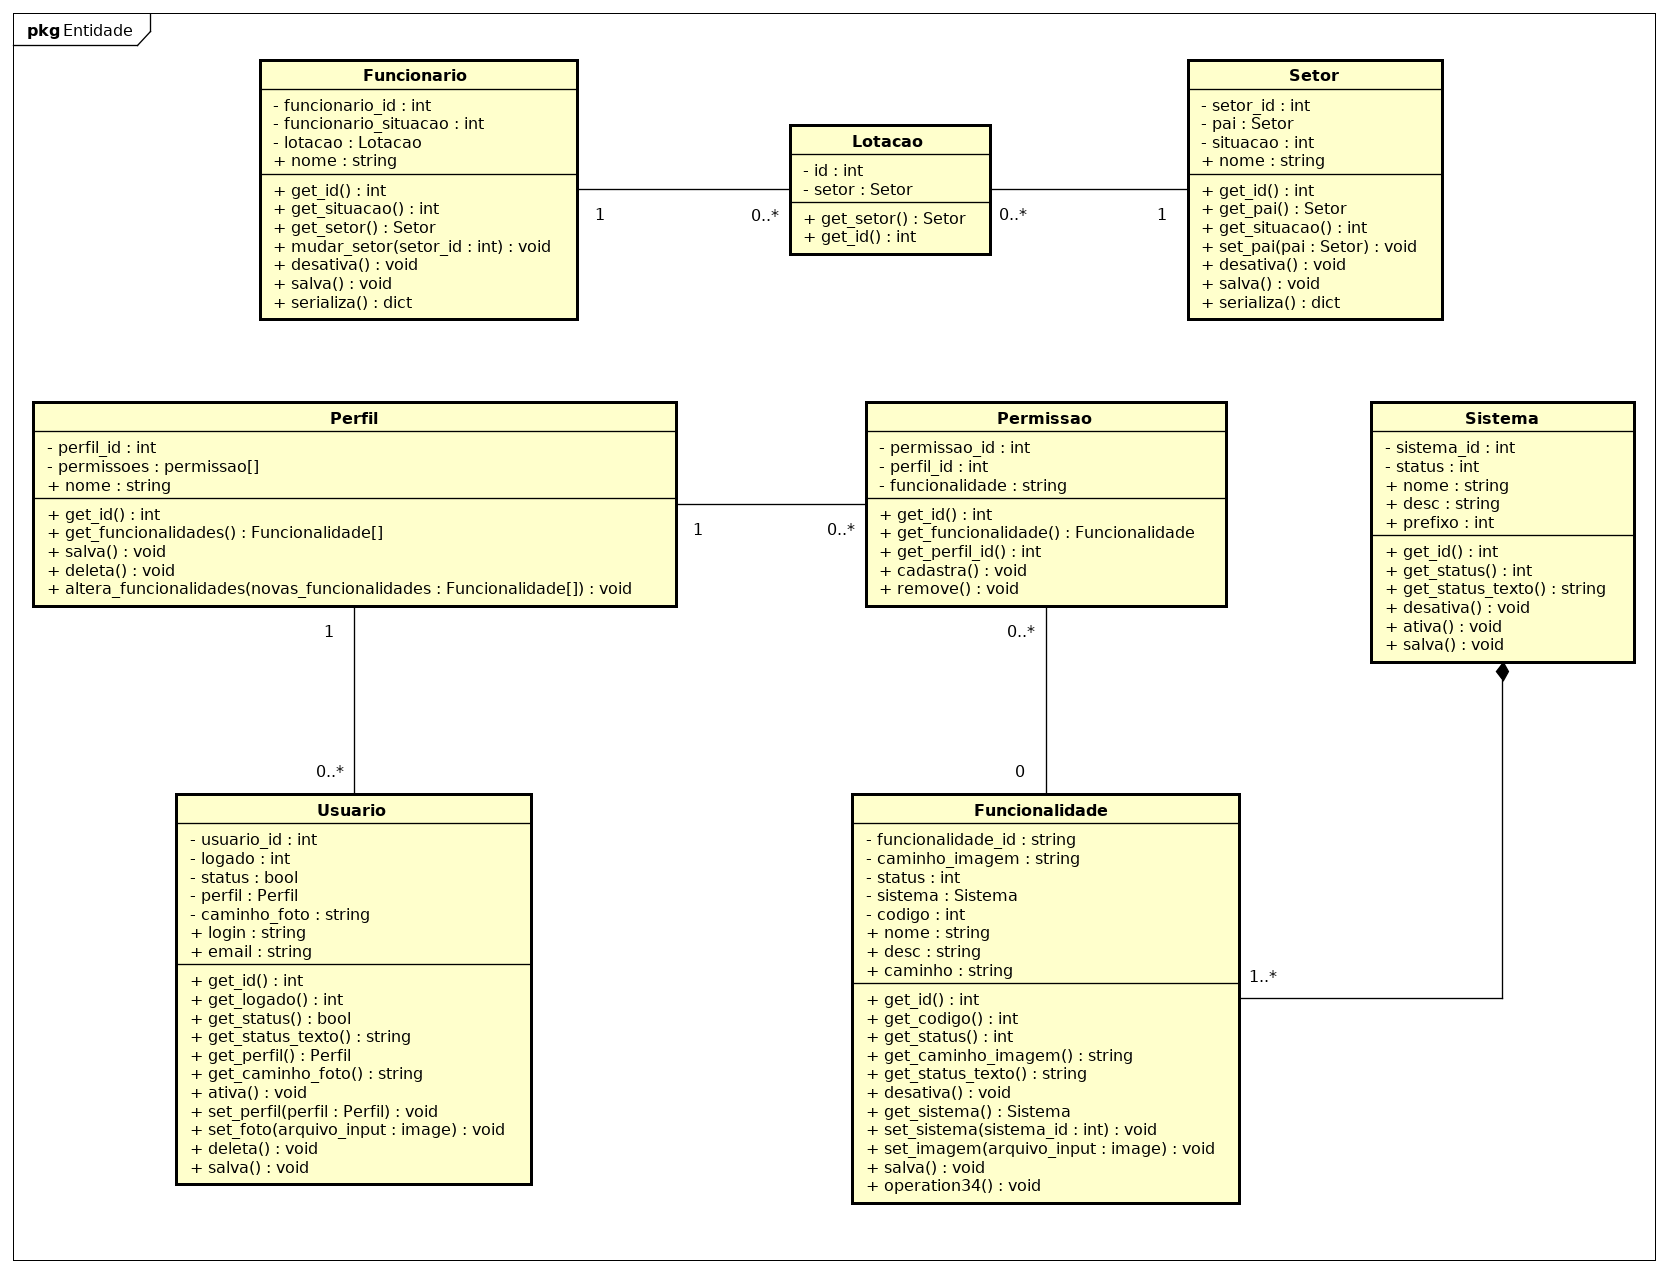 pkg Entidade
Funcionario
- funcionario_id : int
- funcionario_situacao : int
- lotacao : Lotacao
+ nome : string
+ get_id() : int
+ get_situacao() : int
+ get_setor() : Setor
+ mudar_setor(setor_id : int) : void
+ desativa() : void
+ salva() : void
+ serializa() : dict
1
0..*
Lotacao
- id : int
- setor : Setor
+ get_setor() : Setor
+ get_id() : int
0..*
1
Setor
- setor_id : int
- pai : Setor
- situacao : int
+ nome : string
+ get_id() : int
+ get_pai() : Setor
+ get_situacao() : int
+ set_pai(pai : Setor) : void
+ desativa() : void
+ salva() : void
+ serializa() : dict
Perfil
- perfil_id : int
- permissoes : permissao[]
+ nome : string
+ get_id() : int
+ get_funcionalidades() : Funcionalidade[]
+ salva() : void
+ deleta() : void
+ altera_funcionalidades(novas_funcionalidades : Funcionalidade[]) : void
1
0..*
Permissao
- permissao_id : int
- perfil_id : int
- funcionalidade : string
+ get_id() : int
+ get_funcionalidade() : Funcionalidade
+ get_perfil_id() : int
+ cadastra() : void
+ remove() : void
Sistema
- sistema_id : int
- status : int
+ nome : string
+ desc : string
+ prefixo : int
+ get_id() : int
+ get_status() : int
+ get_status_texto() : string
+ desativa() : void
+ ativa() : void
+ salva() : void
1
0..*
0..*
0
Usuario
- usuario_id : int
- logado : int
- status : bool
- perfil : Perfil
- caminho_foto : string
+ login : string
+ email : string
+ get_id() : int
+ get_logado() : int
+ get_status() : bool
+ get_status_texto() : string
+ get_perfil() : Perfil
+ get_caminho_foto() : string
+ ativa() : void
+ set_perfil(perfil : Perfil) : void
+ set_foto(arquivo_input : image) : void
+ deleta() : void
+ salva() : void
Funcionalidade
- funcionalidade_id : string
- caminho_imagem : string
- status : int
- sistema : Sistema
- codigo : int
+ nome : string
+ desc : string
+ caminho : string
+ get_id() : int
+ get_codigo() : int
+ get_status() : int
+ get_caminho_imagem() : string
+ get_status_texto() : string
+ desativa() : void
+ get_sistema() : Sistema
+ set_sistema(sistema_id : int) : void
+ set_imagem(arquivo_input : image) : void
+ salva() : void
+ operation34() : void
1..*